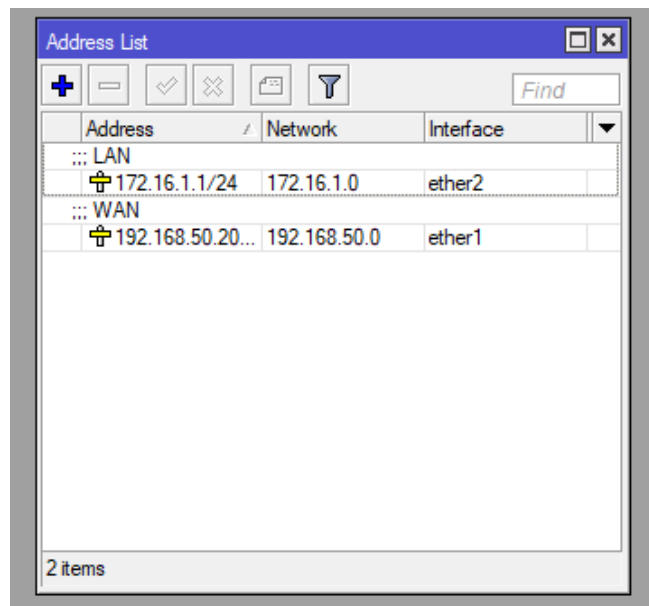 Address List
Find
Address Network Interface
;;; LAN
172.16.1.1/24 172.16.1.0 ether2
;;; WAN
192.168.50.20... 192.168.50.0 ether1
2 items